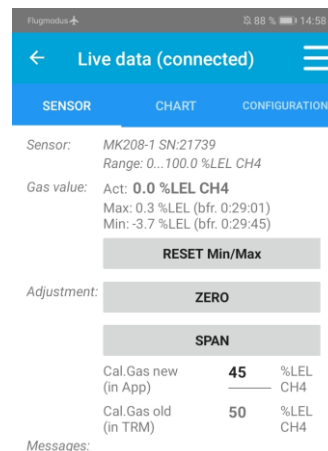 Flugmodus 88 % 14:58
Live data (connected)
SENSOR CHART CONFIGURATION
Sensor: MK208-1 SN:21739
Range: 0...100.0 %LEL CH4
Gas value: Act: 0.0 %LEL CH4
Max: 0.3 %LEL (bfr. 0:29:01)
Min: -3.7 %LEL (bfr. 0:29:45)
RESET Min/Max
Adjustment: ZERO
SPAN
Cal.Gas new 45 %LEL
(in App) CH4
Cal.Gas old 50 %LEL
(in TRM) CH4
Messages: